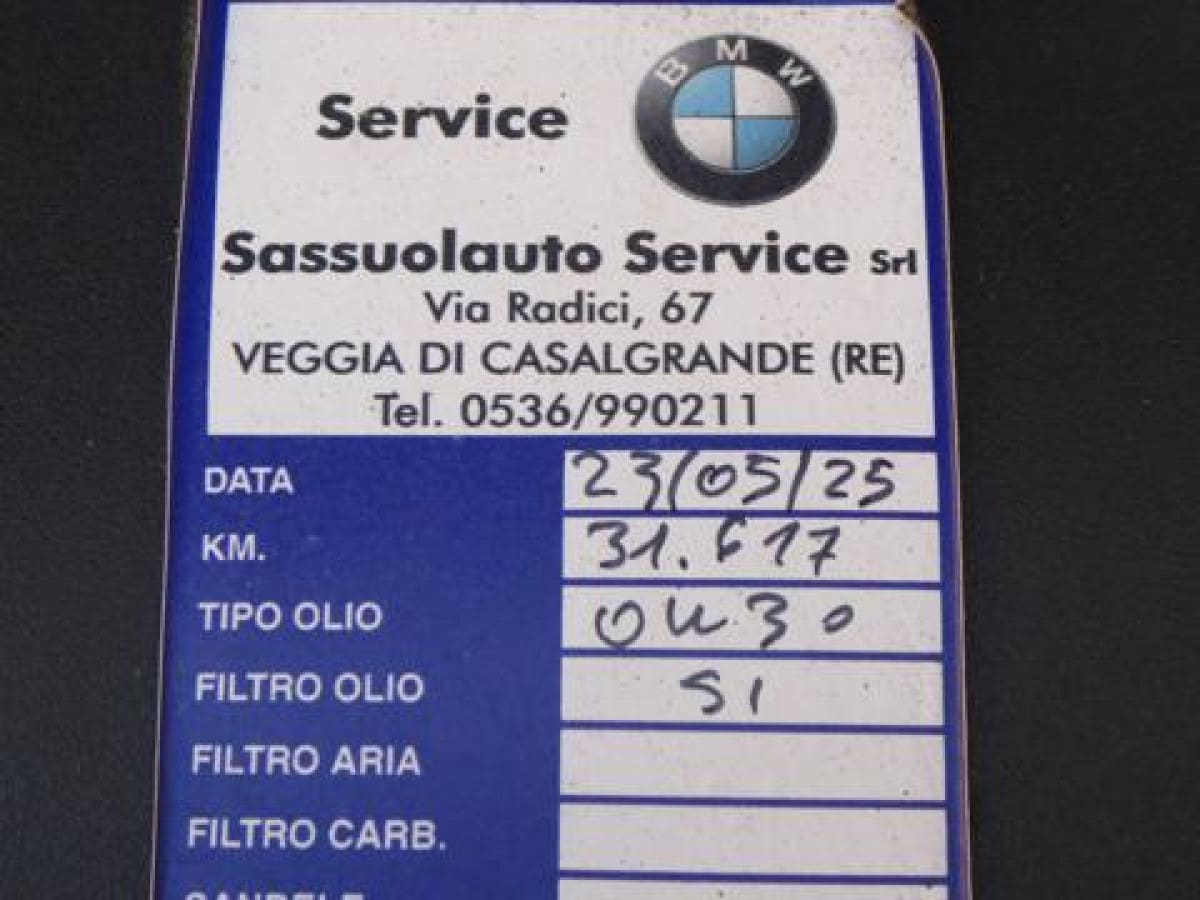 BMW
Service
Sassuolauto Service Srl
Via Radici, 67
VEGGIA DI CASALGRANDE (RE)
Tel. 0536/990211
DATA 23/05/25
KM. 31.617
TIPO OLIO 0W30
FILTRO OLIO SI
FILTRO ARIA
FILTRO CARB.